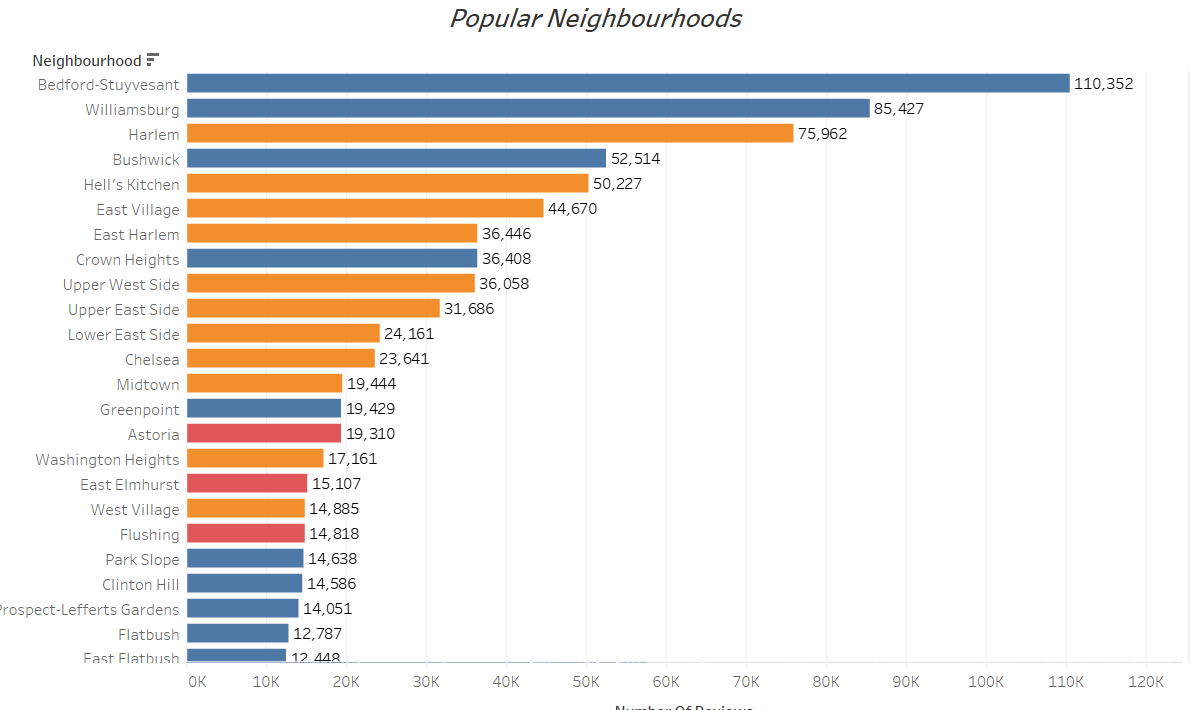 Popular Neighbourhoods
Neighbourhood
Bedford-Stuyvesant 110,352
Williamsburg 85,427
Harlem 75,962
Bushwick 52,514
Hell's Kitchen 50,227
East Village 44,670
East Harlem 36,446
Crown Heights 36,408
Upper West Side 36,058
Upper East Side 31,686
Lower East Side 24,161
Chelsea 23,641
Midtown 19,444
Greenpoint 19,429
Astoria 19,310
Washington Heights 17,161
East Elmhurst 15,107
West Village 14,885
Flushing 14,818
Park Slope 14,638
Clinton Hill 14,586
Prospect-Lefferts Gardens 14,051
Flatbush 12,787
East Flatbush 12,448
0K 10K 20K 30K 40K 50K 60K 70K 80K 90K 100K 110K 120K
Number Of Reviews